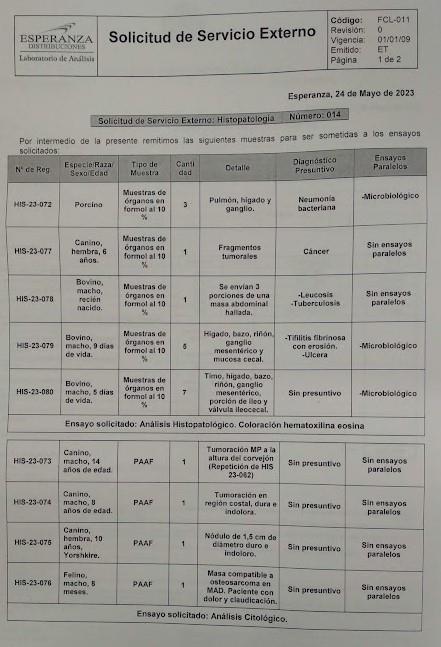 ESPERANZA
DISTRIBUCIONES
Laboratorio de Análisis
Solicitud de Servicio Externo
Código: FCL-011
Revisión: 0
Vigencia: 01/01/09
Emitido: ET
Página 1 de 2
Esperanza, 24 de Mayo de 2023
Solicitud de Servicio Externo: Histopatología Número: 014
Por intermedio de la presente remitimos las siguientes muestras para ser sometidas a los ensayos
solicitados:
Nº de Reg. Especie/Raza/ Sexo/Edad Tipo de Muestra Canti dad Detalle Diagnóstico Presuntivo Ensayos Paralelos
HIS-23-072 Porcino Muestras de órganos en formol al 10 % 3 Pulmón, hígado y ganglio. Neumonía bacteriana -Microbiológico
HIS-23-077 Canino, hembra, 6 años. Muestras de órganos en formol al 10 % 1 Fragmentos tumorales Cáncer Sin ensayos paralelos
HIS-23-078 Bovino, macho, recién nacido. Muestras de órganos en formol al 10 % 1 Se envían 3 porciones de una masa abdominal hallada. -Leucosis -Tuberculosis Sin ensayos paralelos
HIS-23-079 Bovino, macho, 9 días de vida. Muestras de órganos en formol al 10 % 5 Hígado, bazo, riñón, ganglio mesentérico y mucosa cecal. -Tiflitis fibrinosa con erosión. -Ulcera -Microbiológico
HIS-23-080 Bovino, macho, 5 días de vida. Muestras de órganos en formol al 10 % 7 Timo, hígado, bazo, riñón, ganglio mesentérico, porción de íleo y válvula ileocecal. Sin presuntivo -Microbiológico
Ensayo solicitado: Análisis Histopatológico. Coloración hematoxilina eosina
HIS-23-073 Canino, macho, 14 años de edad. PAAF 1 Tumoración MP a la altura del corvejón (Repetición de HIS 23-062) Sin presuntivo Sin ensayos paralelos
HIS-23-074 Canino, macho, 8 años de edad. PAAF 1 Tumoración en región costal, dura e indolora. Sin presuntivo Sin ensayos paralelos
HIS-23-075 Canino, hembra, 10 años, Yorshkire. PAAF 1 Nódulo de 1,5 cm de diámetro duro e indoloro. Sin presuntivo Sin ensayos paralelos
HIS-23-076 Felino, macho, 8 meses. PAAF 1 Masa compatible a osteosarcoma en MAD. Paciente con dolor y claudicación. Sin presuntivo Sin ensayos paralelos
Ensayo solicitado: Análisis Citológico.